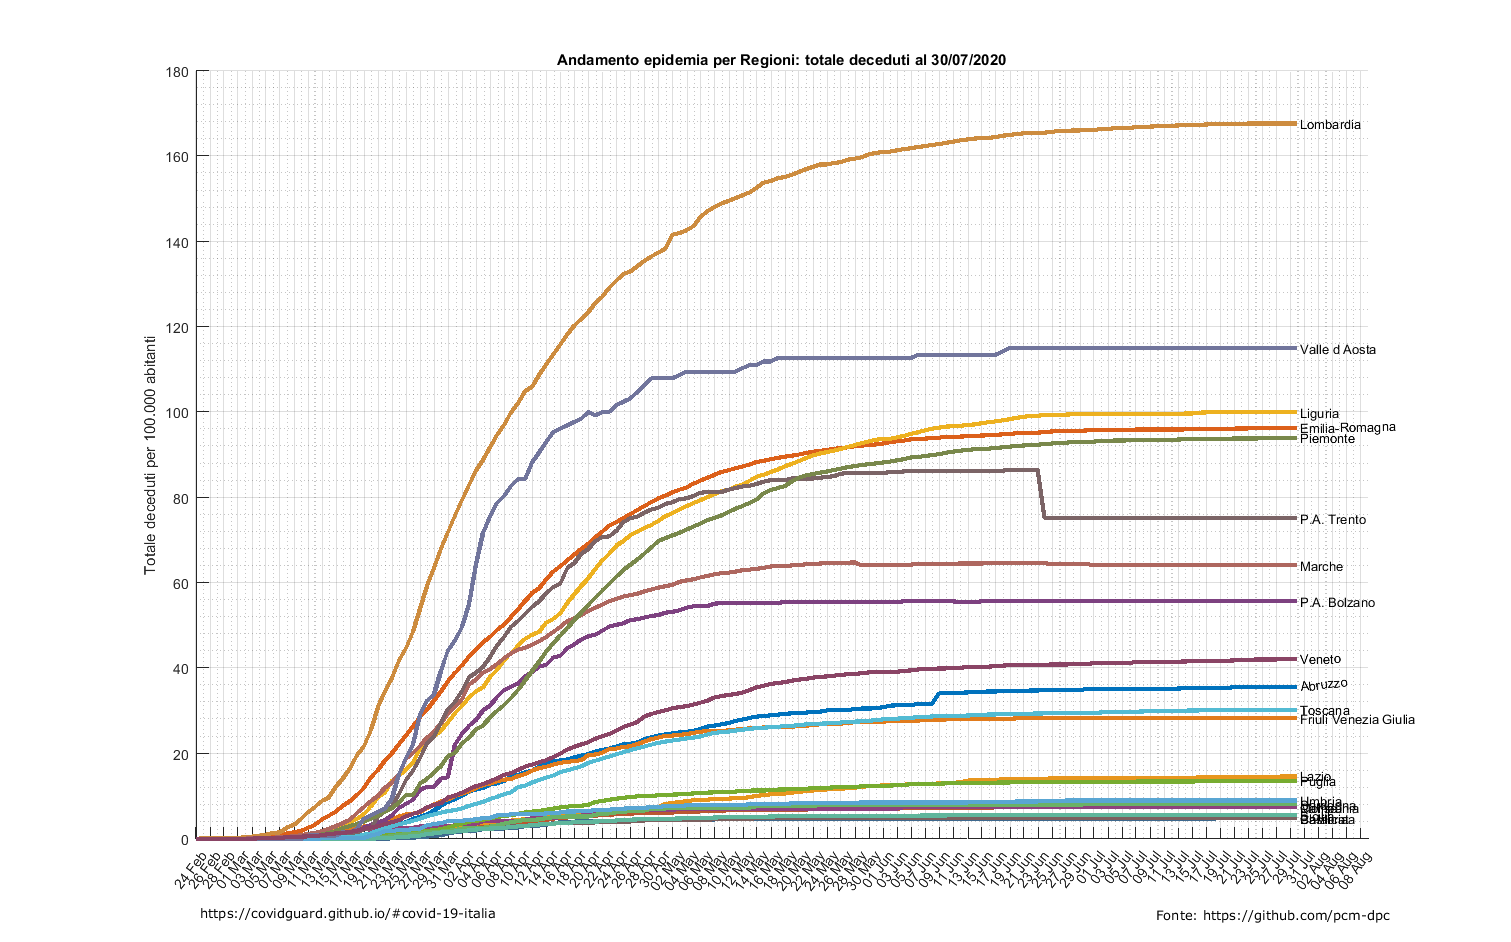 Andamento epidemia per Regioni: totale deceduti al 30/07/2020
Totale deceduti per 100.000 abitanti
180
160
140
120
100
80
60
40
20
0
Lombardia
Valle d Aosta
Liguria
Emilia-Romagna
Piemonte
P.A. Trento
Marche
P.A. Bolzano
Veneto
Abruzzo
Toscana
Friuli Venezia Giulia
Lazio
Puglia
Umbria
24 Feb
26 Feb
28 Feb
01 Mar
03 Mar
05 Mar
07 Mar
09 Mar
11 Mar
13 Mar
15 Mar
17 Mar
19 Mar
21 Mar
23 Mar
25 Mar
27 Mar
29 Mar
31 Mar
02 Apr
04 Apr
06 Apr
08 Apr
10 Apr
12 Apr
14 Apr
16 Apr
18 Apr
20 Apr
22 Apr
24 Apr
26 Apr
28 Apr
30 Apr
02 May
04 May
06 May
08 May
10 May
12 May
14 May
16 May
18 May
20 May
22 May
24 May
26 May
28 May
30 May
01 Jun
03 Jun
05 Jun
07 Jun
09 Jun
11 Jun
13 Jun
15 Jun
17 Jun
19 Jun
21 Jun
23 Jun
25 Jun
27 Jun
29 Jun
01 Jul
03 Jul
05 Jul
07 Jul
09 Jul
11 Jul
13 Jul
15 Jul
17 Jul
19 Jul
21 Jul
23 Jul
25 Jul
27 Jul
29 Jul
31 Jul
02 Aug
04 Aug
06 Aug
08 Aug
https://covidguard.github.io/#covid-19-italia
Fonte: https://github.com/pcm-dpc